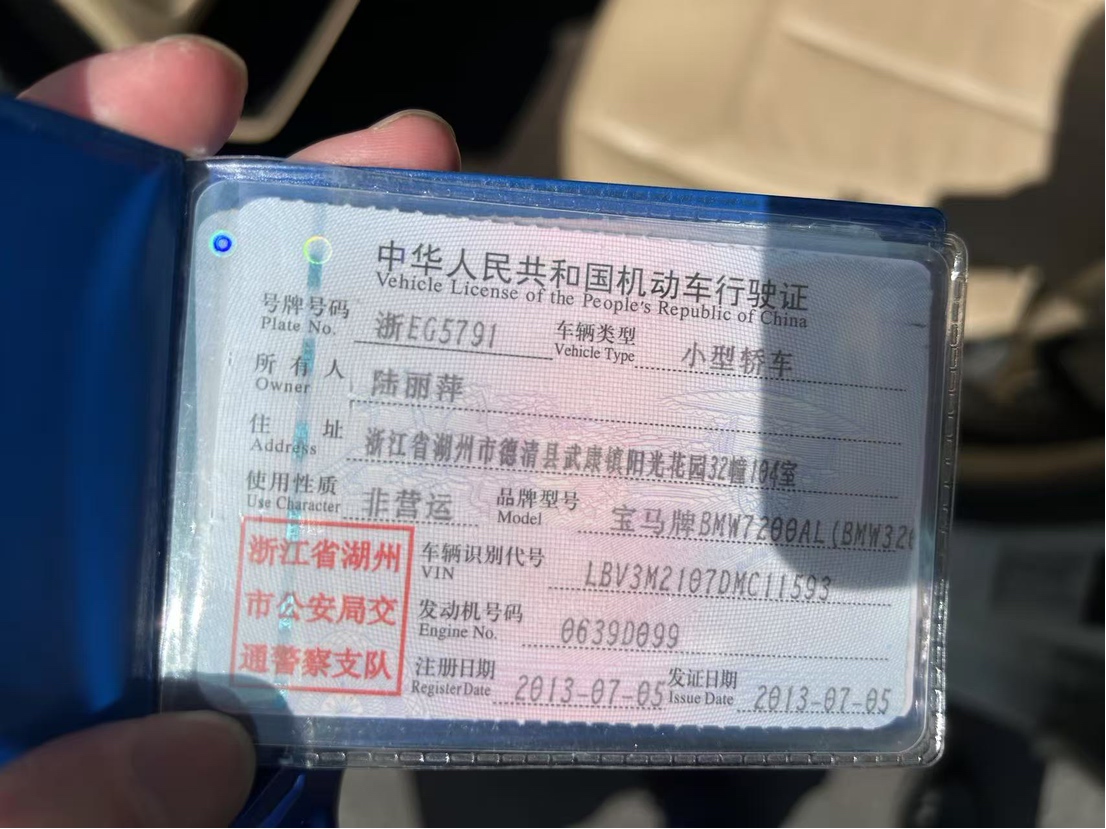 中华人民共和国机动车行驶证
Vehicle License of the People's Republic of China
号牌号码 浙EG5791 车辆类型 小型轿车
Plate No. Vehicle Type
所有人 陆丽萍
Owner
住址 浙江省湖州市德清县武康镇阳光花园32幢104室
Address
使用性质 非营运 品牌型号 宝马牌BMW7200AL(BMW320
Use Character Model
浙江省湖州
市公安局交
通警察支队
车辆识别代号 LBV3M2107DMC11593
VIN
发动机号码 0639D099
Engine No.
注册日期 2013-07-05 发证日期 2013-07-05
Register Date Issue Date